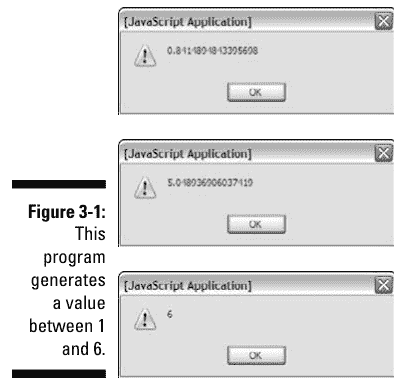 [JavaScript Application]
0.8414894843395698
OK
[JavaScript Application]
5.048936906037419
OK
[JavaScript Application]
6
OK
Figure 3-1:
This
program
generates
a value
between 1
and 6.